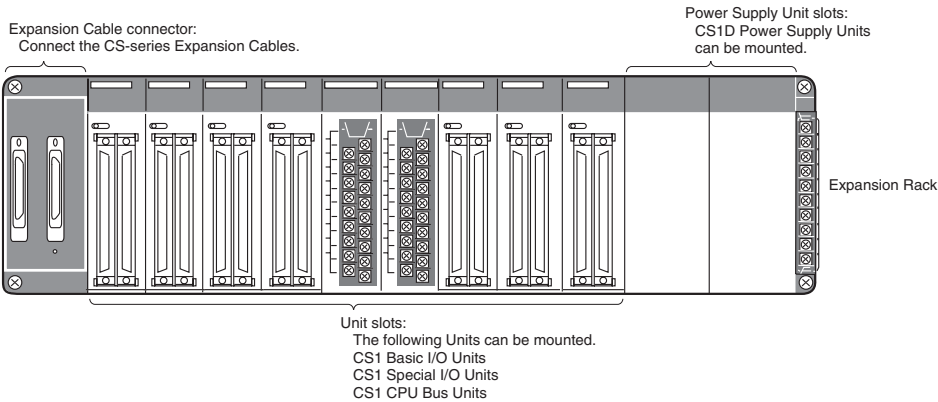 Expansion Cable connector:
Connect the CS-series Expansion Cables.
Power Supply Unit slots:
CS1D Power Supply Units
can be mounted.
Expansion Rack
Unit slots:
The following Units can be mounted.
CS1 Basic I/O Units
CS1 Special I/O Units
CS1 CPU Bus Units